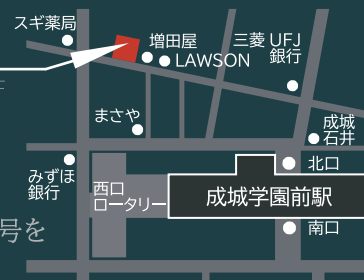 スギ薬局
増田屋
LAWSON
三菱 UFJ
銀行
まさや
成城
石井
みずほ
銀行
西口
ロータリー
北口
成城学園前駅
南口
号を